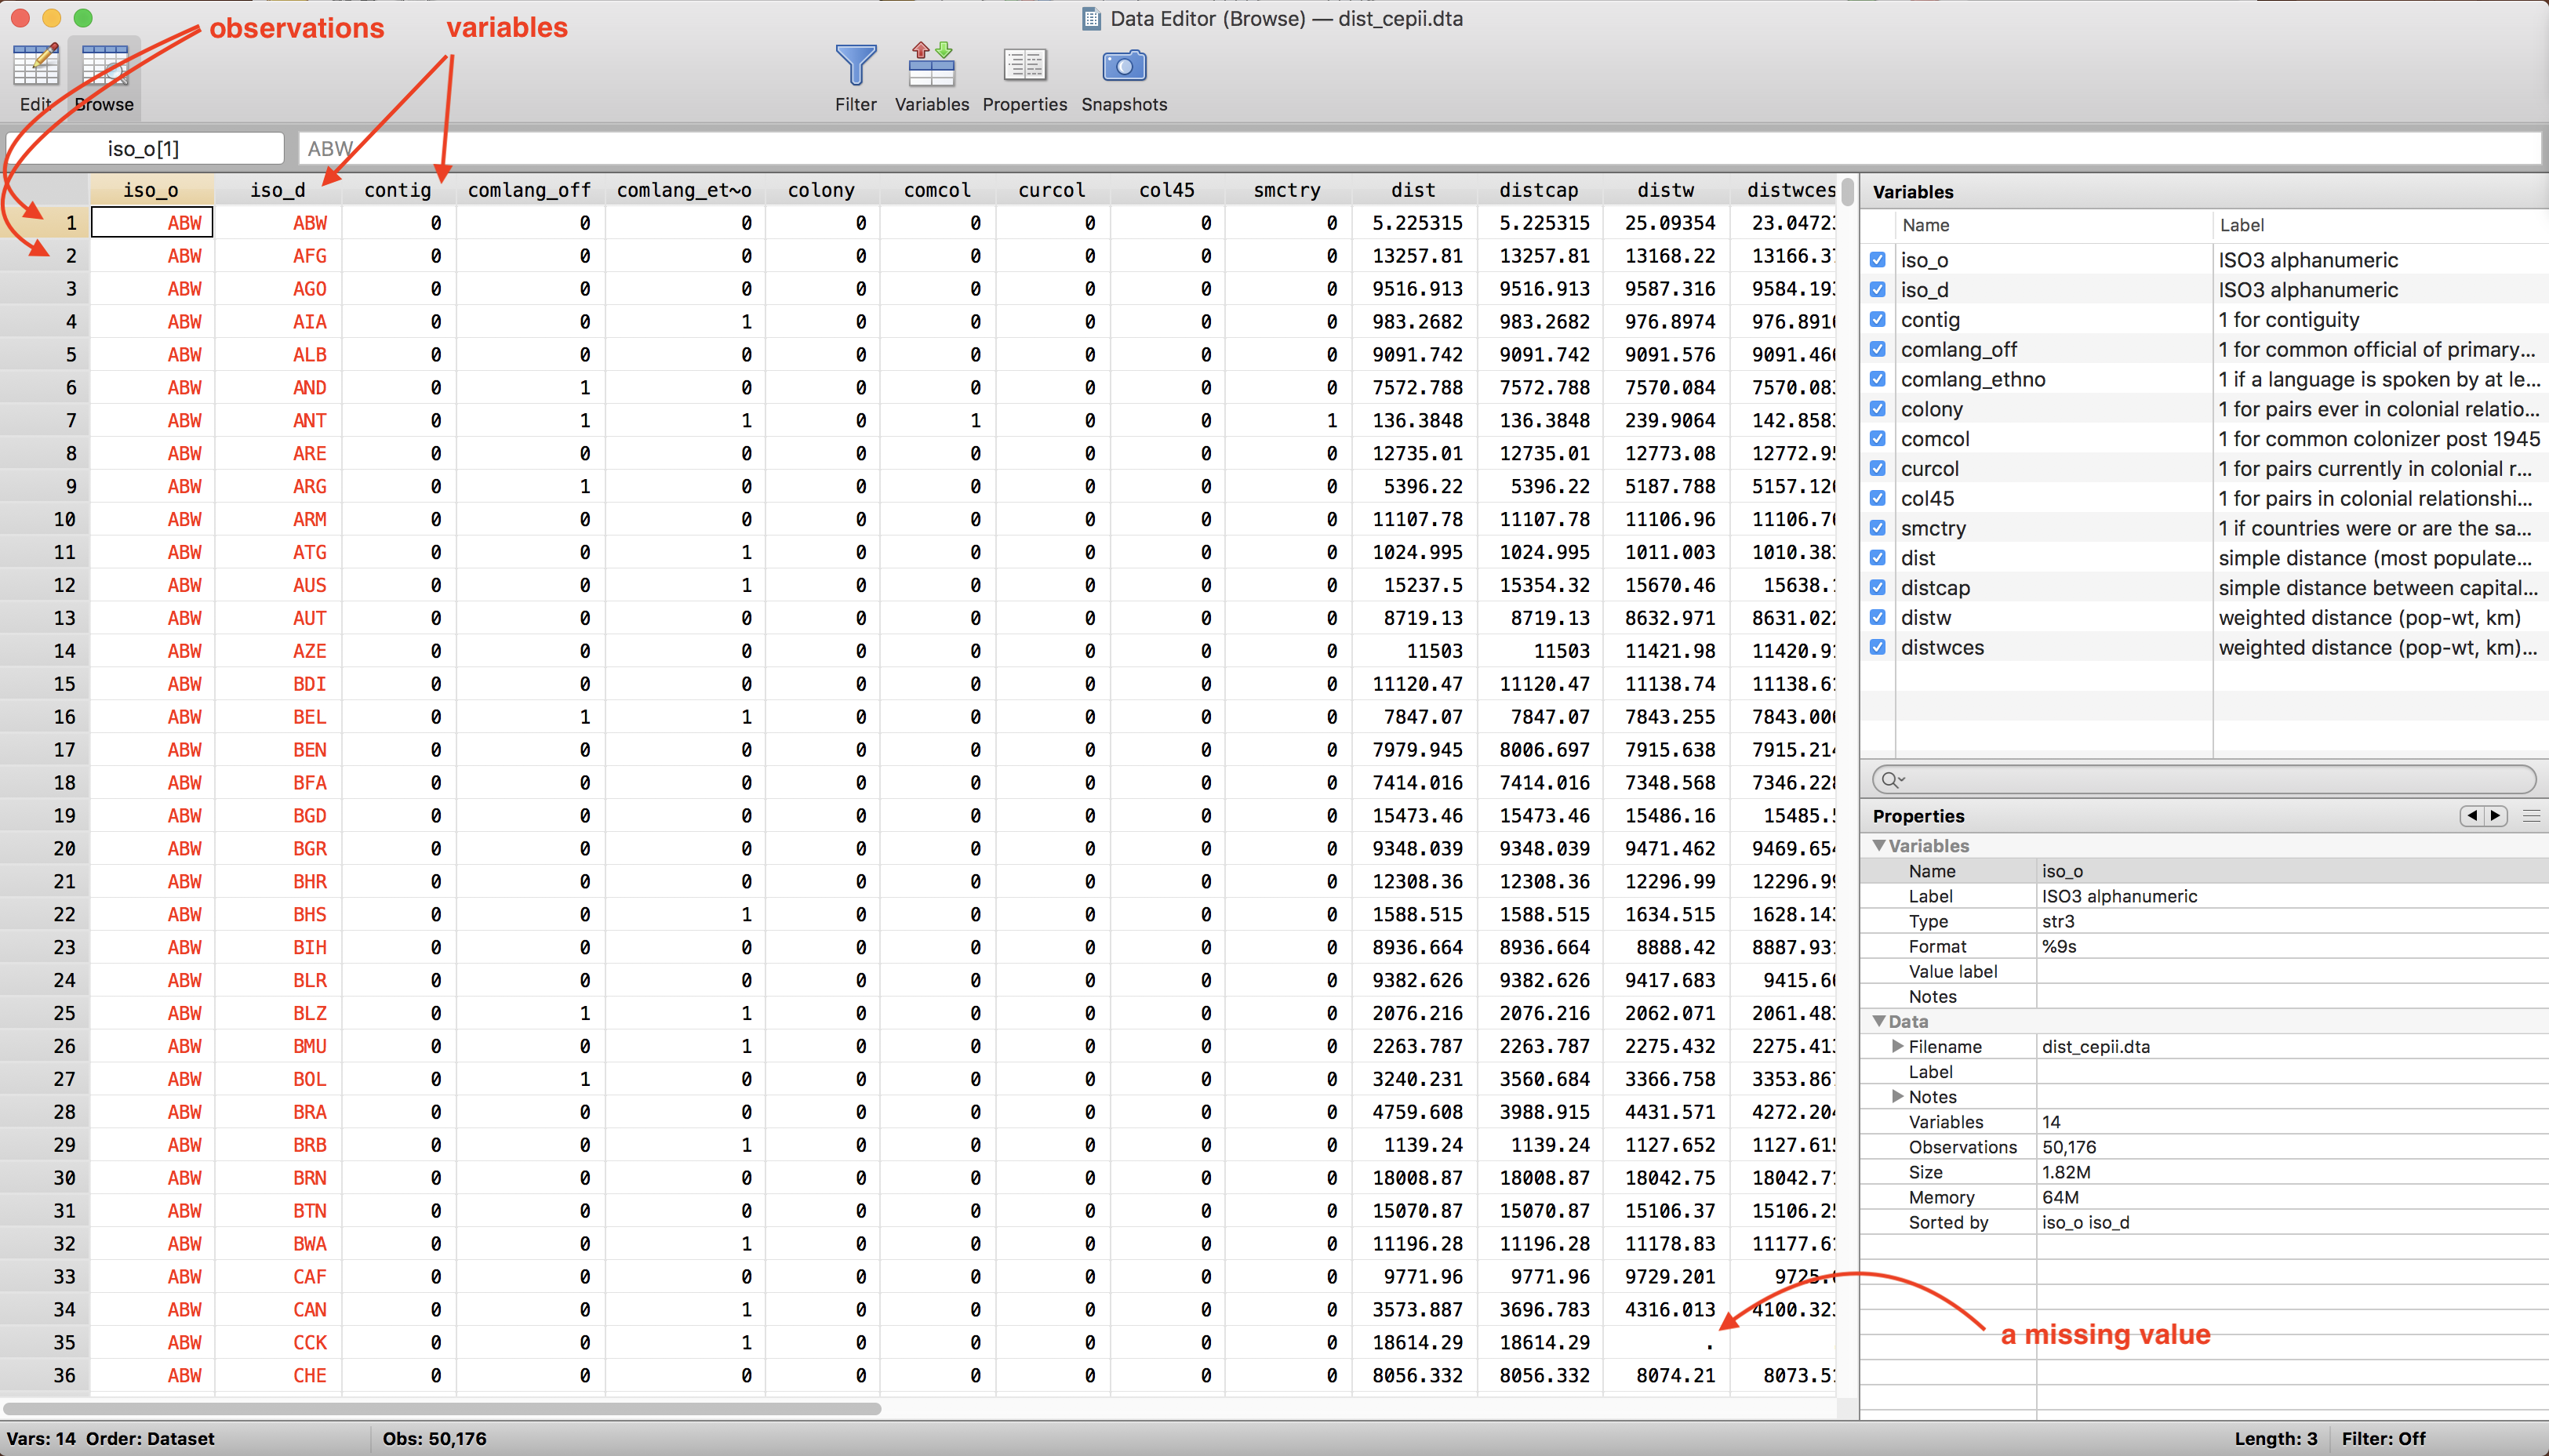 observations variables Data Editor (Browse) — dist_cepii.dta
Edit Browse Filter Variables Properties Snapshots
iso_o[1] ABW
iso_o iso_d contig comlang_off comlang_et~o colony comcol curcol col45 smctry dist distcap distw distwces
1 ABW ABW 0 0 0 0 0 0 0 0 5.225315 5.225315 25.09354 23.0472
2 ABW AFG 0 0 0 0 0 0 0 0 13257.81 13257.81 13168.22 13166.3
3 ABW AGO 0 0 0 0 0 0 0 0 9516.913 9516.913 9587.316 9584.19
4 ABW AIA 0 0 1 0 0 0 0 0 983.2682 983.2682 976.8974 976.891
5 ABW ALB 0 0 0 0 0 0 0 0 9091.742 9091.742 9091.576 9091.46
6 ABW AND 0 1 0 0 0 0 0 0 7572.788 7572.788 7570.084 7570.08
7 ABW ANT 0 1 1 0 1 0 0 1 136.3848 136.3848 239.9064 142.858
8 ABW ARE 0 0 0 0 0 0 0 0 12735.01 12735.01 12773.08 12772.9
9 ABW ARG 0 1 0 0 0 0 0 0 5396.22 5396.22 5187.788 5157.12
10 ABW ARM 0 0 0 0 0 0 0 0 11107.78 11107.78 11106.96 11106.7
11 ABW ATG 0 0 1 0 0 0 0 0 1024.995 1024.995 1011.003 1010.38
12 ABW AUS 0 0 1 0 0 0 0 0 15237.5 15354.32 15670.46 15638.
13 ABW AUT 0 0 0 0 0 0 0 0 8719.13 8719.13 8632.971 8631.02
14 ABW AZE 0 0 0 0 0 0 0 0 11503 11503 11421.98 11420.9
15 ABW BDI 0 0 0 0 0 0 0 0 11120.47 11120.47 11138.74 11138.6
16 ABW BEL 0 1 1 0 0 0 0 0 7847.07 7847.07 7843.255 7843.00
17 ABW BEN 0 0 0 0 0 0 0 0 7979.945 8006.697 7915.638 7915.21
18 ABW BFA 0 0 0 0 0 0 0 0 7414.016 7414.016 7348.568 7346.22
19 ABW BGD 0 0 0 0 0 0 0 0 15473.46 15473.46 15486.16 15485.
20 ABW BGR 0 0 0 0 0 0 0 0 9348.039 9348.039 9471.462 9469.65
21 ABW BHR 0 0 0 0 0 0 0 0 12308.36 12308.36 12296.99 12296.9
22 ABW BHS 0 0 1 0 0 0 0 0 1588.515 1588.515 1634.515 1628.14
23 ABW BIH 0 0 0 0 0 0 0 0 8936.664 8936.664 8888.42 8887.93
24 ABW BLR 0 0 0 0 0 0 0 0 9382.626 9382.626 9417.683 9415.6
25 ABW BLZ 0 1 1 0 0 0 0 0 2076.216 2076.216 2062.071 2061.48
26 ABW BMU 0 0 1 0 0 0 0 0 2263.787 2263.787 2275.432 2275.41
27 ABW BOL 0 1 0 0 0 0 0 0 3240.231 3560.684 3366.758 3353.86
28 ABW BRA 0 0 0 0 0 0 0 0 4759.608 3988.915 4431.571 4272.20
29 ABW BRB 0 0 1 0 0 0 0 0 1139.24 1139.24 1127.652 1127.61
30 ABW BRN 0 0 0 0 0 0 0 0 18008.87 18008.87 18042.75 18042.7
31 ABW BTN 0 0 0 0 0 0 0 0 15070.87 15070.87 15106.37 15106.2
32 ABW BWA 0 0 1 0 0 0 0 0 11196.28 11196.28 11178.83 11177.6
33 ABW CAF 0 0 0 0 0 0 0 0 9771.96 9771.96 9729.201 9725.
34 ABW CAN 0 0 1 0 0 0 0 0 3573.887 3696.783 4316.013 4100.32
35 ABW CCK 0 0 1 0 0 0 0 0 18614.29 18614.29 .
36 ABW CHE 0 0 0 0 0 0 0 0 8056.332 8056.332 8074.21 8073.5
Vars: 14 Order: Dataset Obs: 50,176 Length: 3 Filter: Off
Variables
Name Label
iso_o ISO3 alphanumeric
iso_d ISO3 alphanumeric
contig 1 for contiguity
comlang_off 1 for common official of primary...
comlang_ethno 1 if a language is spoken by at le...
colony 1 for pairs ever in colonial relatio...
comcol 1 for common colonizer post 1945
curcol 1 for pairs currently in colonial r...
col45 1 for pairs in colonial relationshi...
smctry 1 if countries were or are the sa...
dist simple distance (most populate...
distcap simple distance between capital...
distw weighted distance (pop-wt, km)
distwces weighted distance (pop-wt, km)...
Properties
Variables
Name iso_o
Label ISO3 alphanumeric
Type str3
Format %9s
Value label
Notes
Data
Filename dist_cepii.dta
Label
Notes
Variables 14
Observations 50,176
Size 1.82M
Memory 64M
Sorted by iso_o iso_d
a missing value